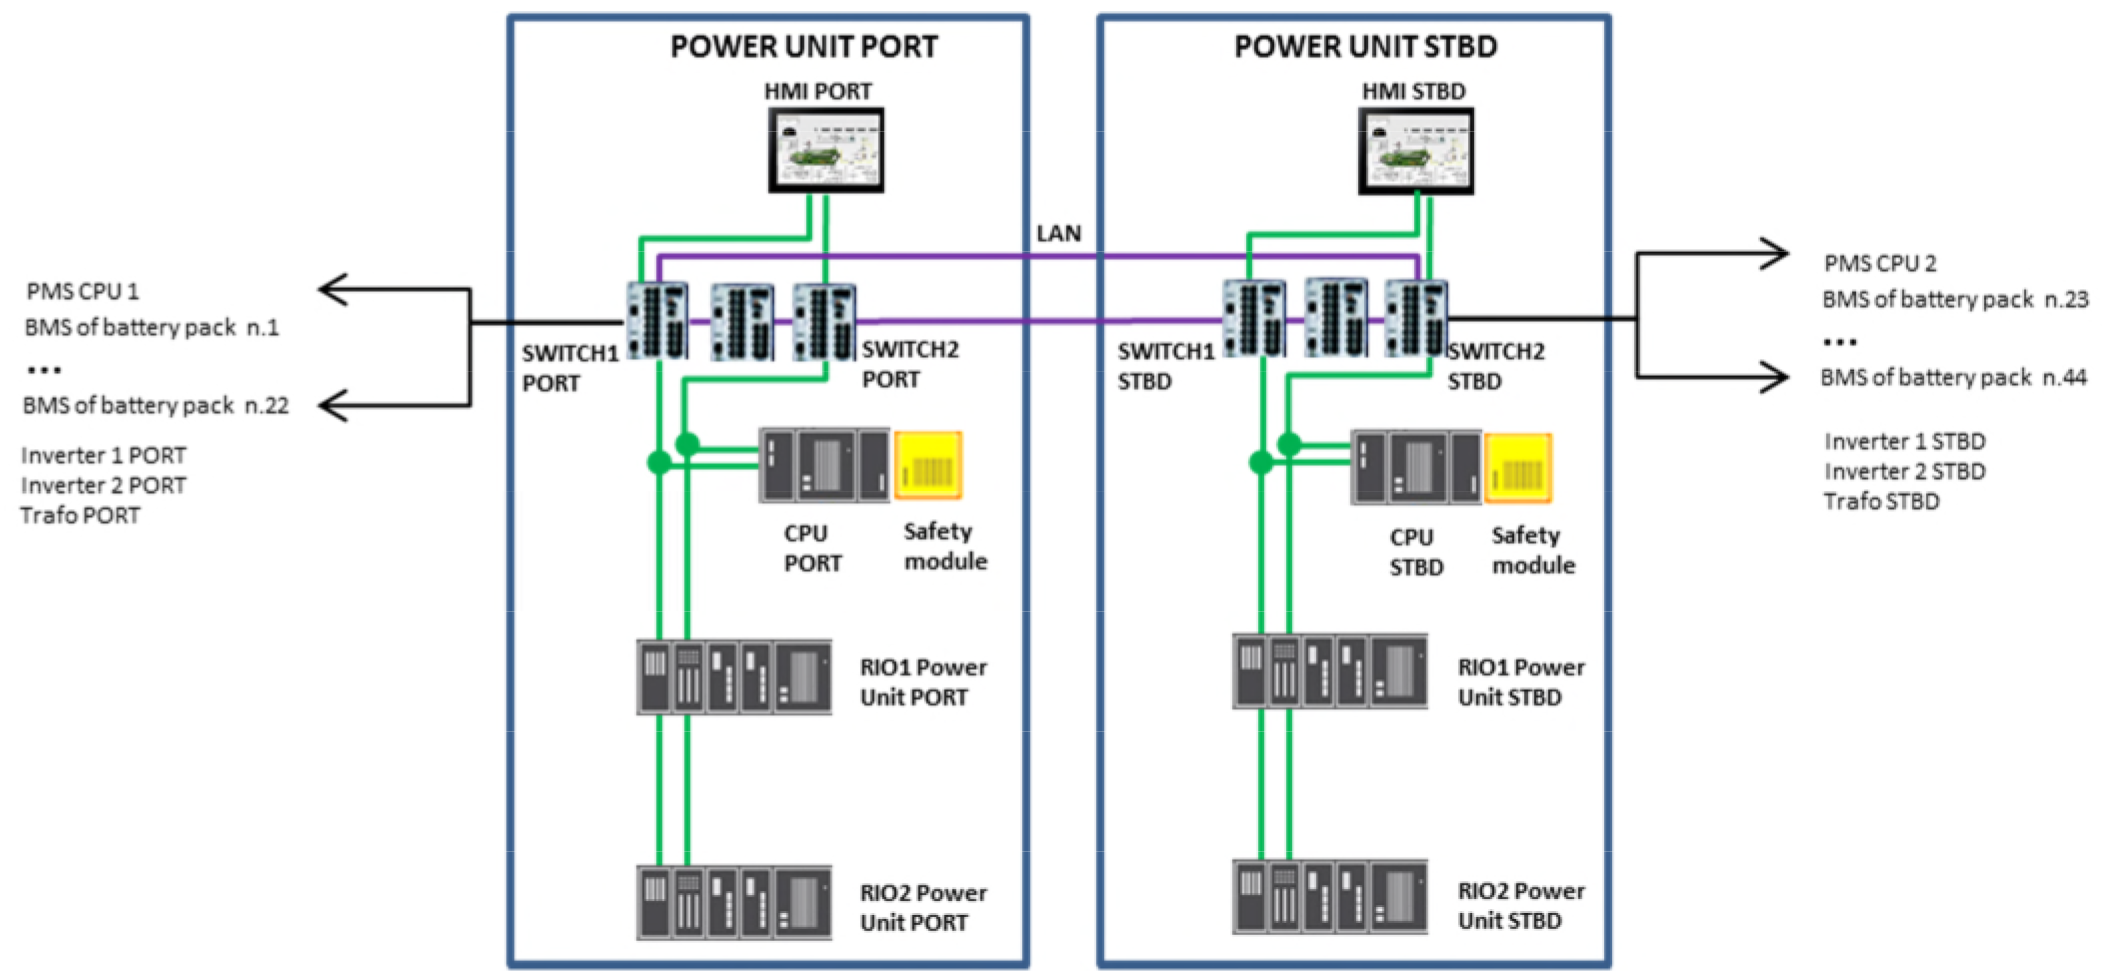 POWER UNIT PORT
HMI PORT
LAN
SWITCH1
PORT
SWITCH2
PORT
CPU
PORT
Safety
module
RIO1 Power
Unit PORT
RIO2 Power
Unit PORT
POWER UNIT STBD
HMI STBD
SWITCH1
STBD
SWITCH2
STBD
CPU
STBD
Safety
module
RIO1 Power
Unit STBD
RIO2 Power
Unit STBD
PMS CPU 1
BMS of battery pack n.1
...
BMS of battery pack n.22
Inverter 1 PORT
Inverter 2 PORT
Trafo PORT
PMS CPU 2
BMS of battery pack n.23
...
BMS of battery pack n.44
Inverter 1 STBD
Inverter 2 STBD
Trafo STBD